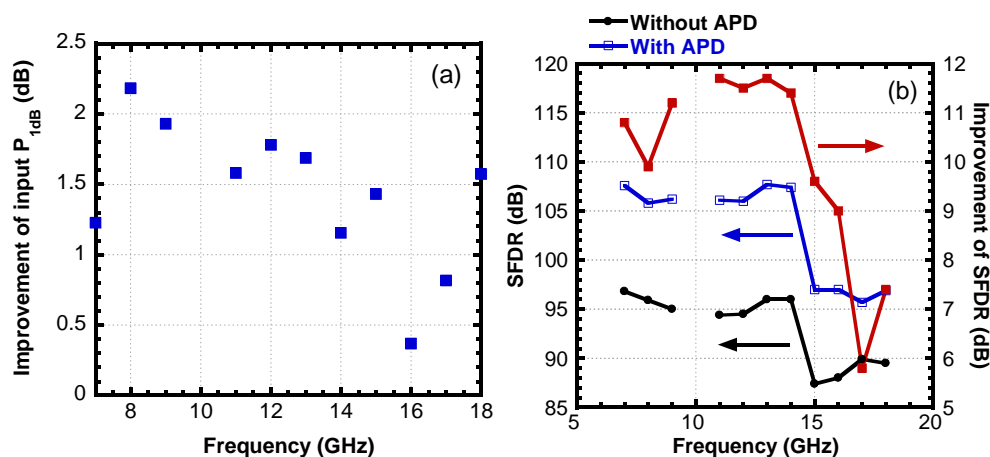 Without APD
With APD
Improvement of input P1dB (dB)
2.5
2
1.5
1
0.5
0
(a)
8 10 12 14 16 18
Frequency (GHz)
SFDR (dB)
120
115
110
105
100
95
90
85
(b)
12
11
10
9
8
7
6
5
Improvement of SFDR
(dB)
5 10 15 20
Frequency (GHz)